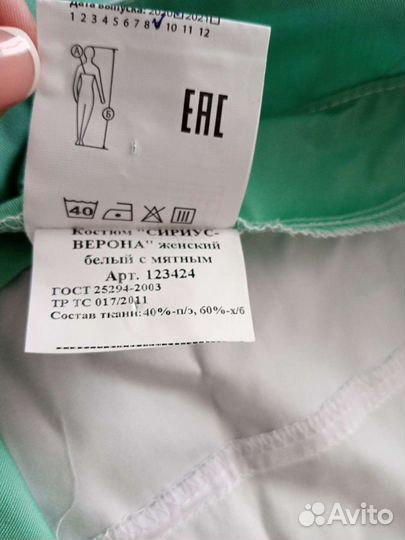 Дата выпуска: 2020 2021
1 2 3 4 5 6 7 8 9 10 11 12
А
Б
ЕАС
40
Костюм "СИРИУС-
ВЕРОНА" женский
белый с мятным
Арт. 123424
ГОСТ 25294-2003
ТР ТС 017/2011
Состав ткани: 40%-п/э, 60%-х/б
Avito